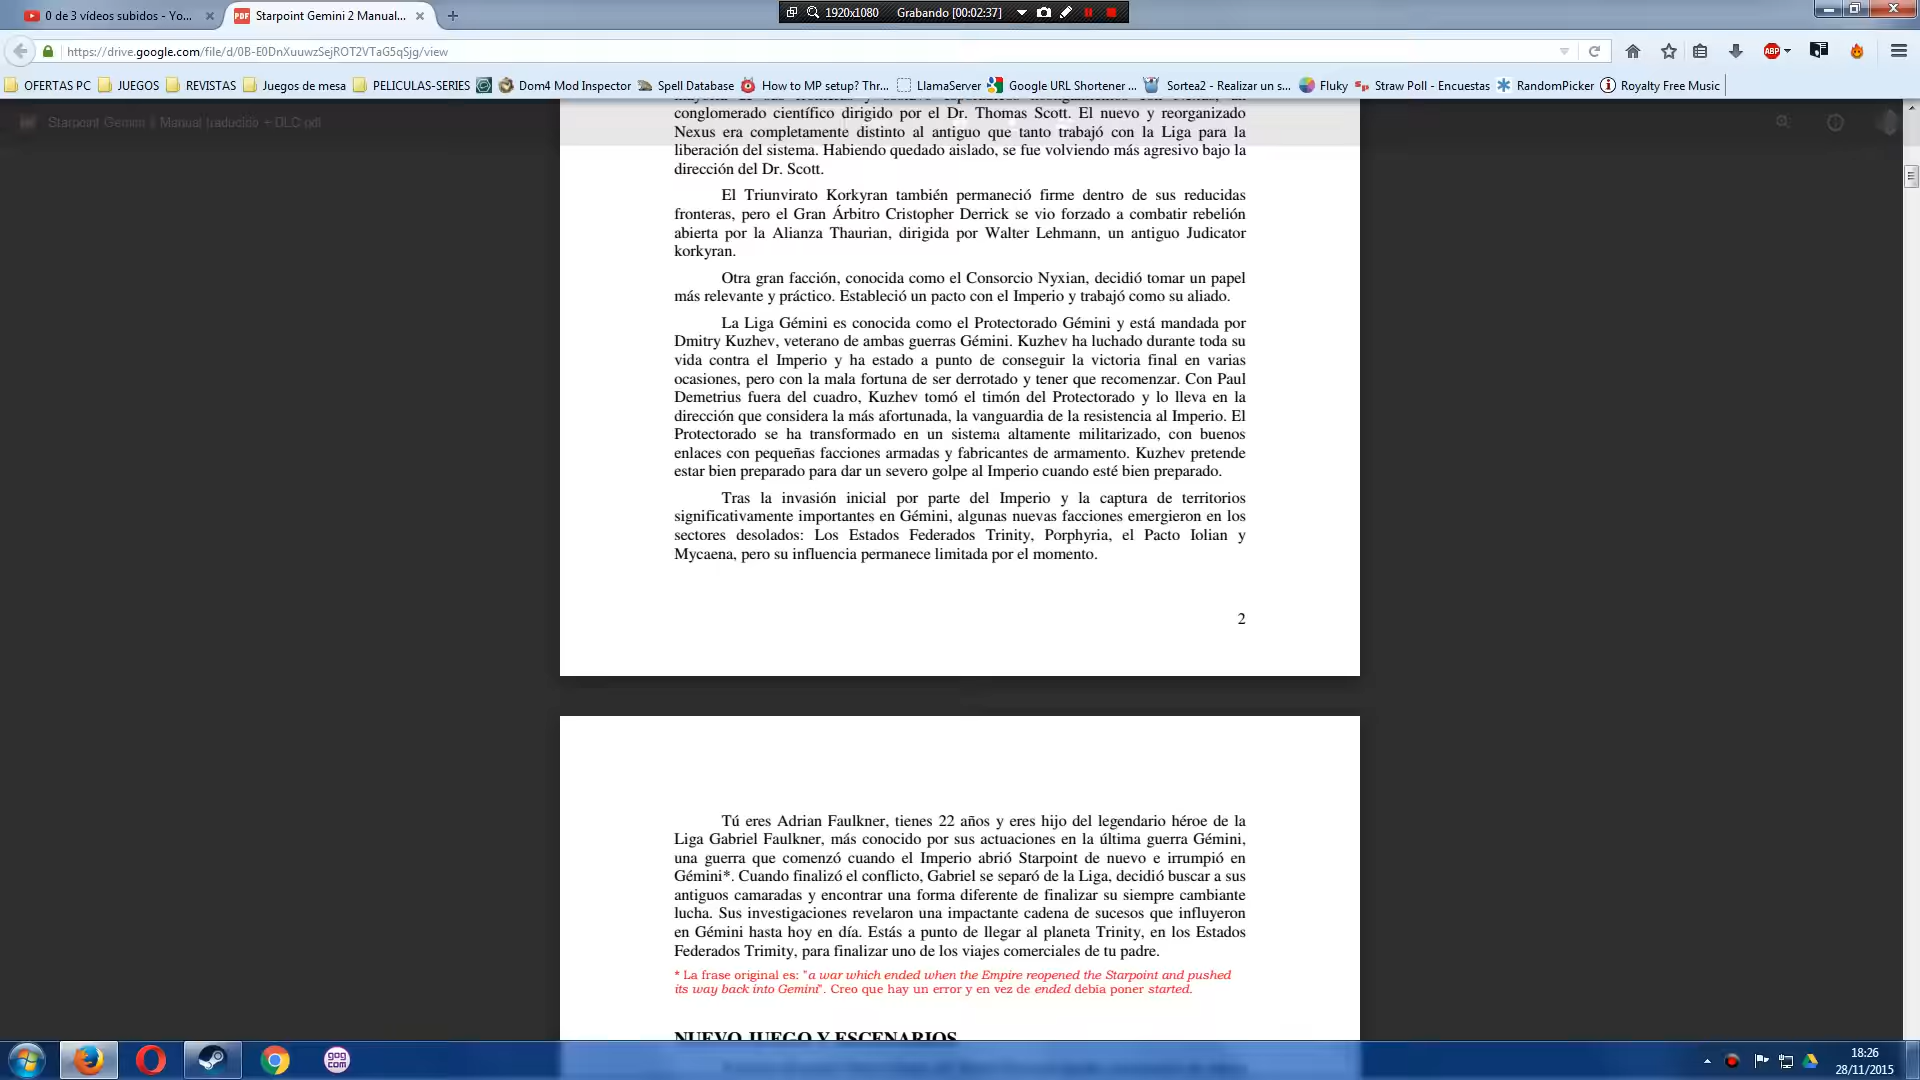 0 de 3 vídeos subidos - Yo...
Starpoint Gemini 2 Manual...
1920x1080
Grabando [00:02:37]
https://drive.google.com/file/d/0B-E0DnXuuwzSejROT2VTaG5qSjg/view
ABP
OFERTAS PC
JUEGOS
REVISTAS
Juegos de mesa
PELICULAS-SERIES
Dom4 Mod Inspector
Spell Database
How to MP setup? Thr...
LlamaServer
Google URL Shortener ...
Sortea2 - Realizar un s...
Fluky
Straw Poll - Encuestas
RandomPicker
Royalty Free Music
Starpoint Gemini 2 Manual traducido + DLC.pdf
conglomerado científico dirigido por el Dr. Thomas Scott. El nuevo y reorganizado
Nexus era completamente distinto al antiguo que tanto trabajó con la Liga para la
liberación del sistema. Habiendo quedado aislado, se fue volviendo más agresivo bajo la
dirección del Dr. Scott.
El Triunvirato Korkyran también permaneció firme dentro de sus reducidas
fronteras, pero el Gran Árbitro Cristopher Derrick se vio forzado a combatir rebelión
abierta por la Alianza Thaurian, dirigida por Walter Lehmann, un antiguo Judicator
korkyran.
Otra gran facción, conocida como el Consorcio Nyxian, decidió tomar un papel
más relevante y práctico. Estableció un pacto con el Imperio y trabajó como su aliado.
La Liga Gémini es conocida como el Protectorado Gémini y está mandada por
Dmitry Kuzhev, veterano de ambas guerras Gémini. Kuzhev ha luchado durante toda su
vida contra el Imperio y ha estado a punto de conseguir la victoria final en varias
ocasiones, pero con la mala fortuna de ser derrotado y tener que recomenzar. Con Paul
Demetrius fuera del cuadro, Kuzhev tomó el timón del Protectorado y lo lleva en la
dirección que considera la más afortunada, la vanguardia de la resistencia al Imperio. El
Protectorado se ha transformado en un sistema altamente militarizado, con buenos
enlaces con pequeñas facciones armadas y fabricantes de armamento. Kuzhev pretende
estar bien preparado para dar un severo golpe al Imperio cuando esté bien preparado.
Tras la invasión inicial por parte del Imperio y la captura de territorios
significativamente importantes en Gémini, algunas nuevas facciones emergieron en los
sectores desolados: Los Estados Federados Trinity, Porphyria, el Pacto Iolian y
Mycaena, pero su influencia permanece limitada por el momento.
2
Tú eres Adrian Faulkner, tienes 22 años y eres hijo del legendario héroe de la
Liga Gabriel Faulkner, más conocido por sus actuaciones en la última guerra Gémini,
una guerra que comenzó cuando el Imperio abrió Starpoint de nuevo e irrumpió en
Gémini*. Cuando finalizó el conflicto, Gabriel se separó de la Liga, decidió buscar a sus
antiguos camaradas y encontrar una forma diferente de finalizar su siempre cambiante
lucha. Sus investigaciones revelaron una impactante cadena de sucesos que influyeron
en Gémini hasta hoy en día. Estás a punto de llegar al planeta Trinity, en los Estados
Federados Trimity, para finalizar uno de los viajes comerciales de tu padre.
* La frase original es: "a war which ended when the Empire reopened the Starpoint and pushed
its way back into Gemini". Creo que hay un error y en vez de ended debía poner started.
NUEVO JUEGO Y ESCENARIOS
gog
com
18:26
28/11/2015